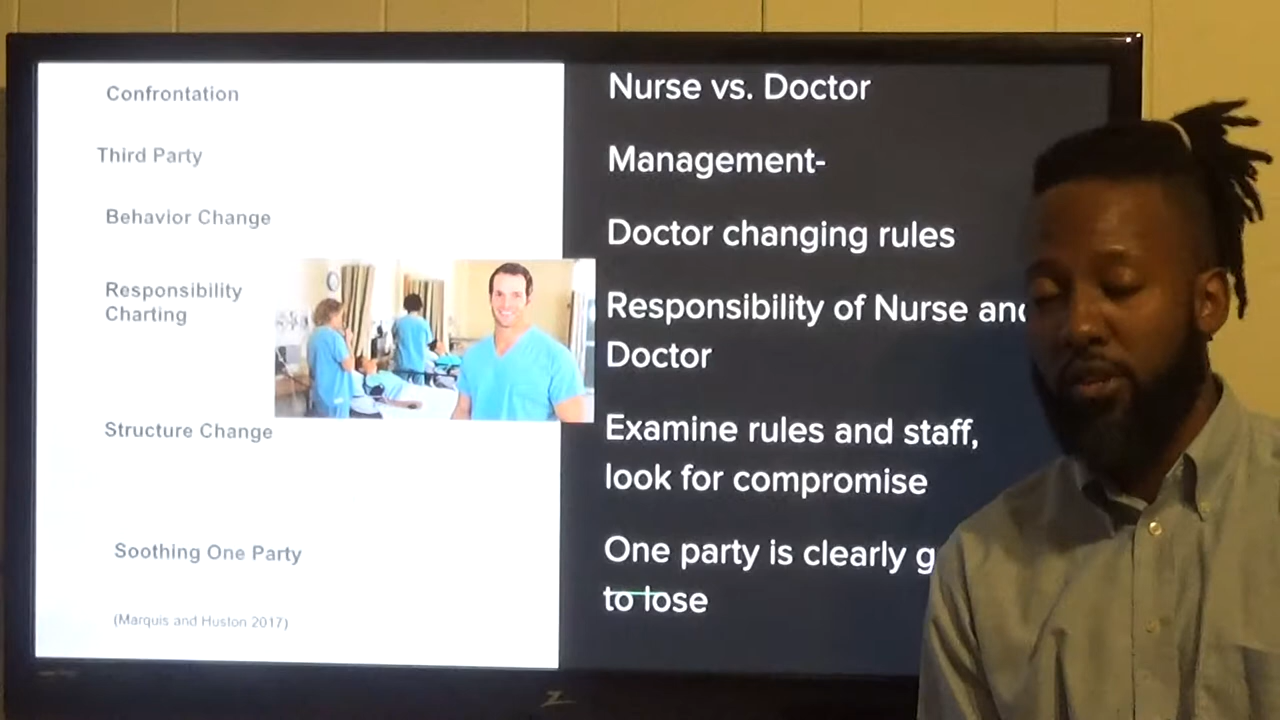 Confrontation
Third Party
Behavior Change
Responsibility
Charting
Structure Change
Soothing One Party
(Marquis and Huston 2017)
Nurse vs. Doctor
Management-
Doctor changing rules
Responsibility of Nurse and
Doctor
Examine rules and staff,
look for compromise
One party is clearly
to lose